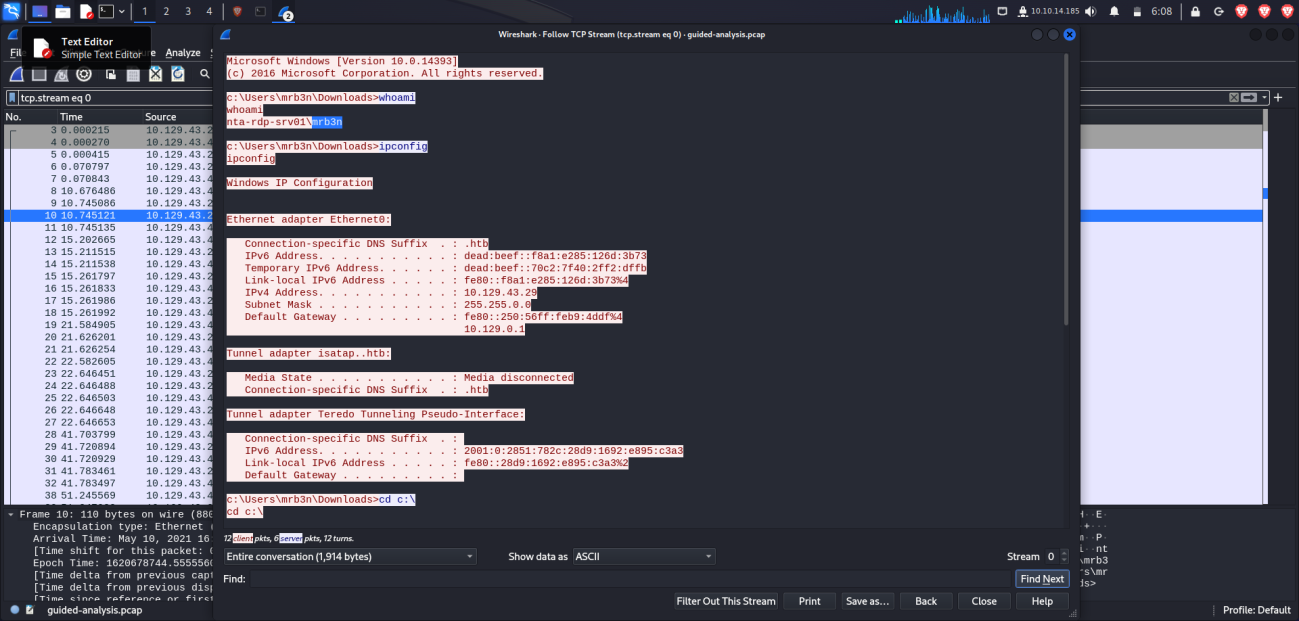 1 2 3 4
2
10.10.14.185
6:08
Text Editor
Simple Text Editor
Analyze
Wireshark · Follow TCP Stream (tcp.stream eq 0) · guided-analysis.pcap
tcp.stream eq 0
No. Time Source
3 0.000215 10.129.43.2
4 0.000270 10.129.43.4
5 0.000415 10.129.43.2
6 0.070797 10.129.43.2
7 0.070843 10.129.43.4
8 10.676486 10.129.43.4
9 10.745086 10.129.43.2
10 10.745121 10.129.43.2
11 10.745135 10.129.43.4
12 15.202665 10.129.43.4
13 15.211515 10.129.43.2
14 15.211538 10.129.43.4
15 15.261797 10.129.43.2
16 15.261833 10.129.43.4
17 15.261986 10.129.43.2
18 15.261992 10.129.43.4
19 21.584905 10.129.43.4
20 21.626201 10.129.43.2
21 21.626254 10.129.43.4
22 22.582605 10.129.43.4
23 22.646451 10.129.43.2
24 22.646488 10.129.43.4
25 22.646503 10.129.43.2
26 22.646648 10.129.43.2
27 22.646653 10.129.43.4
28 41.703799 10.129.43.4
29 41.720894 10.129.43.2
30 41.720929 10.129.43.4
31 41.783461 10.129.43.2
32 41.783497 10.129.43.4
38 51.245569 10.129.43.4
Microsoft Windows [Version 10.0.14393]
(c) 2016 Microsoft Corporation. All rights reserved.
c:\Users\mrb3n\Downloads>whoami
whoami
nta-rdp-srv01\mrb3n
c:\Users\mrb3n\Downloads>ipconfig
ipconfig
Windows IP Configuration
Ethernet adapter Ethernet0:
Connection-specific DNS Suffix . : .htb
IPv6 Address. . . . . . . . . . . : dead:beef::f8a1:e285:126d:3b73
Temporary IPv6 Address. . . . . . : dead:beef::70c2:7f40:2ff2:dffb
Link-local IPv6 Address . . . . . : fe80::f8a1:e285:126d:3b73%4
IPv4 Address. . . . . . . . . . . : 10.129.43.29
Subnet Mask . . . . . . . . . . . : 255.255.0.0
Default Gateway . . . . . . . . . : fe80::250:56ff:feb9:4ddf%4
10.129.0.1
Tunnel adapter isatap..htb:
Media State . . . . . . . . . . . : Media disconnected
Connection-specific DNS Suffix . : .htb
Tunnel adapter Teredo Tunneling Pseudo-Interface:
Connection-specific DNS Suffix . :
IPv6 Address. . . . . . . . . . . : 2001:0:2851:782c:28d9:1692:e895:c3a3
Link-local IPv6 Address . . . . . : fe80::28d9:1692:e895:c3a3%2
Default Gateway . . . . . . . . . :
c:\Users\mrb3n\Downloads>cd c:\
cd c:\
Frame 10: 110 bytes on wire (880
Encapsulation type: Ethernet (
Arrival Time: May 10, 2021 16:
[Time shift for this packet: 0
Epoch Time: 1620678744.5555560
[Time delta from previous capt
[Time delta from previous disp
[Time since reference or first
12 client pkts, 6 server pkts, 12 turns.
Entire conversation (1,914 bytes)
Show data as ASCII
Stream 0
Find:
Find Next
Filter Out This Stream
Print
Save as…
Back
Close
Help
guided-analysis.pcap
Profile: Default